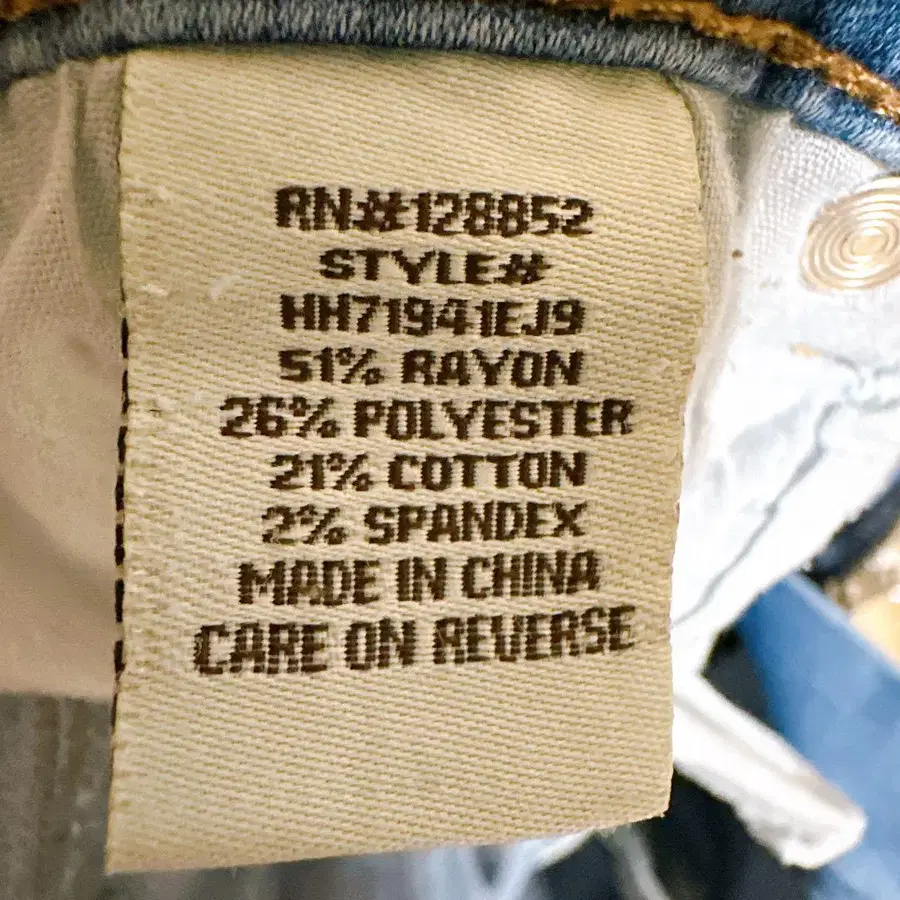 RN#128852
STYLE#
HH71941EJ9
51% RAYON
26% POLYESTER
21% COTTON
2% SPANDEX
MADE IN CHINA
CARE ON REVERSE